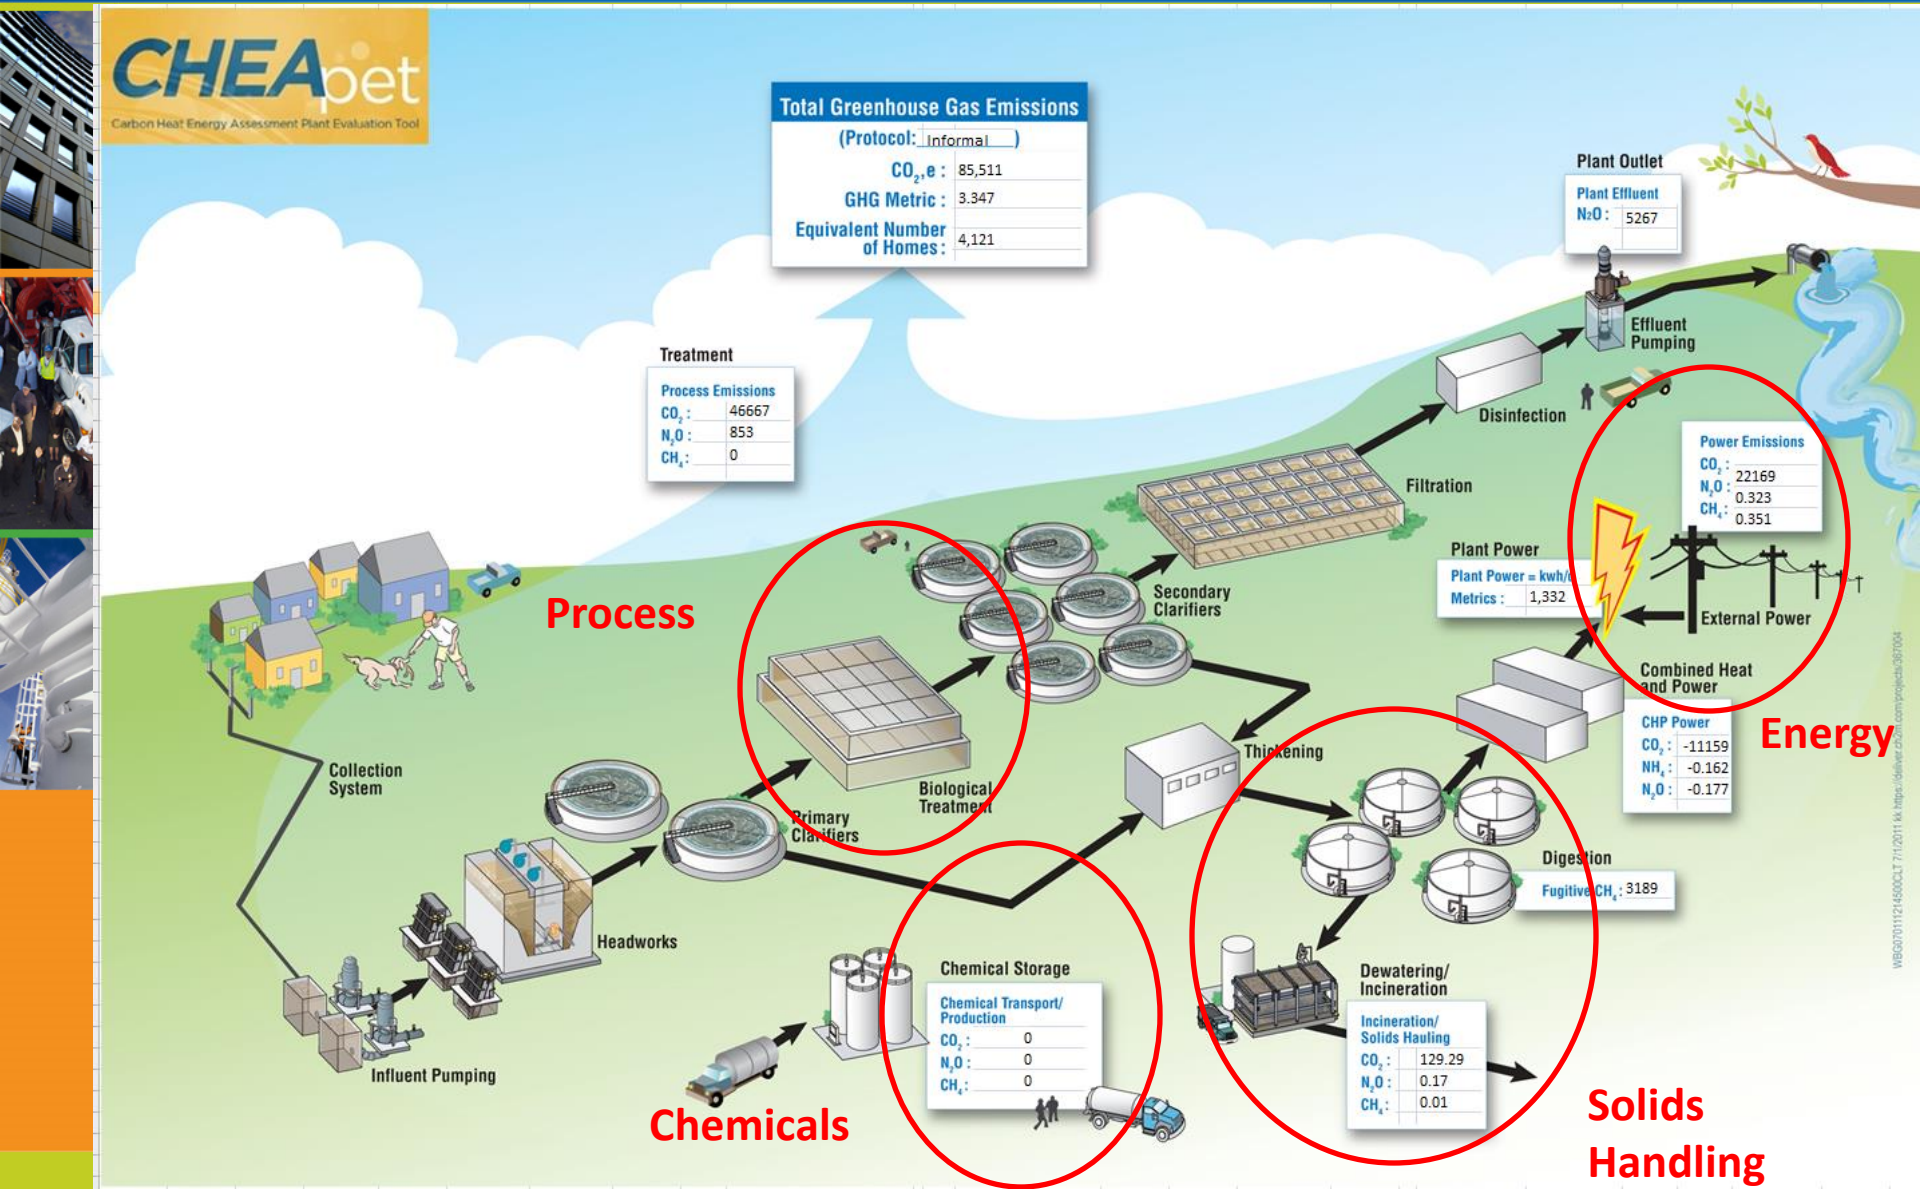 CHEApet
Carbon Heat Energy Assessment Plant Evaluation Tool
Total Greenhouse Gas Emissions
(Protocol: Informal )
CO₂,e : 85,511
GHG Metric : 3.347
Equivalent Number
of Homes: 4,121
Plant Outlet
Plant Effluent
N₂O : 5267
Effluent
Pumping
Treatment
Process Emissions
CO₂ : 46667
N₂O : 853
CH₄ : 0
Disinfection
Power Emissions
CO₂ :
22169
N₂O :
0.323
CH₄ :
0.351
Filtration
Plant Power
Plant Power = kwh/d
Metrics : 1,332
External Power
Process
Secondary
Clarifiers
Combined Heat
and Power
CHP Power
CO₂ : -11159
NH₄ : -0.162
N₂O : -0.177
Energy
Thickening
Collection
System
Biological
Treatment
Primary
Clarifiers
Digestion
Fugitive CH₄ : 3189
Headworks
Chemical Storage
Chemical Transport/
Production
CO₂ : 0
N₂O : 0
CH₄ : 0
Dewatering/
Incineration
Incineration/
Solids Hauling
CO₂ : 129.29
N₂O : 0.17
CH₄ : 0.01
Influent Pumping
Chemicals
Solids
Handling